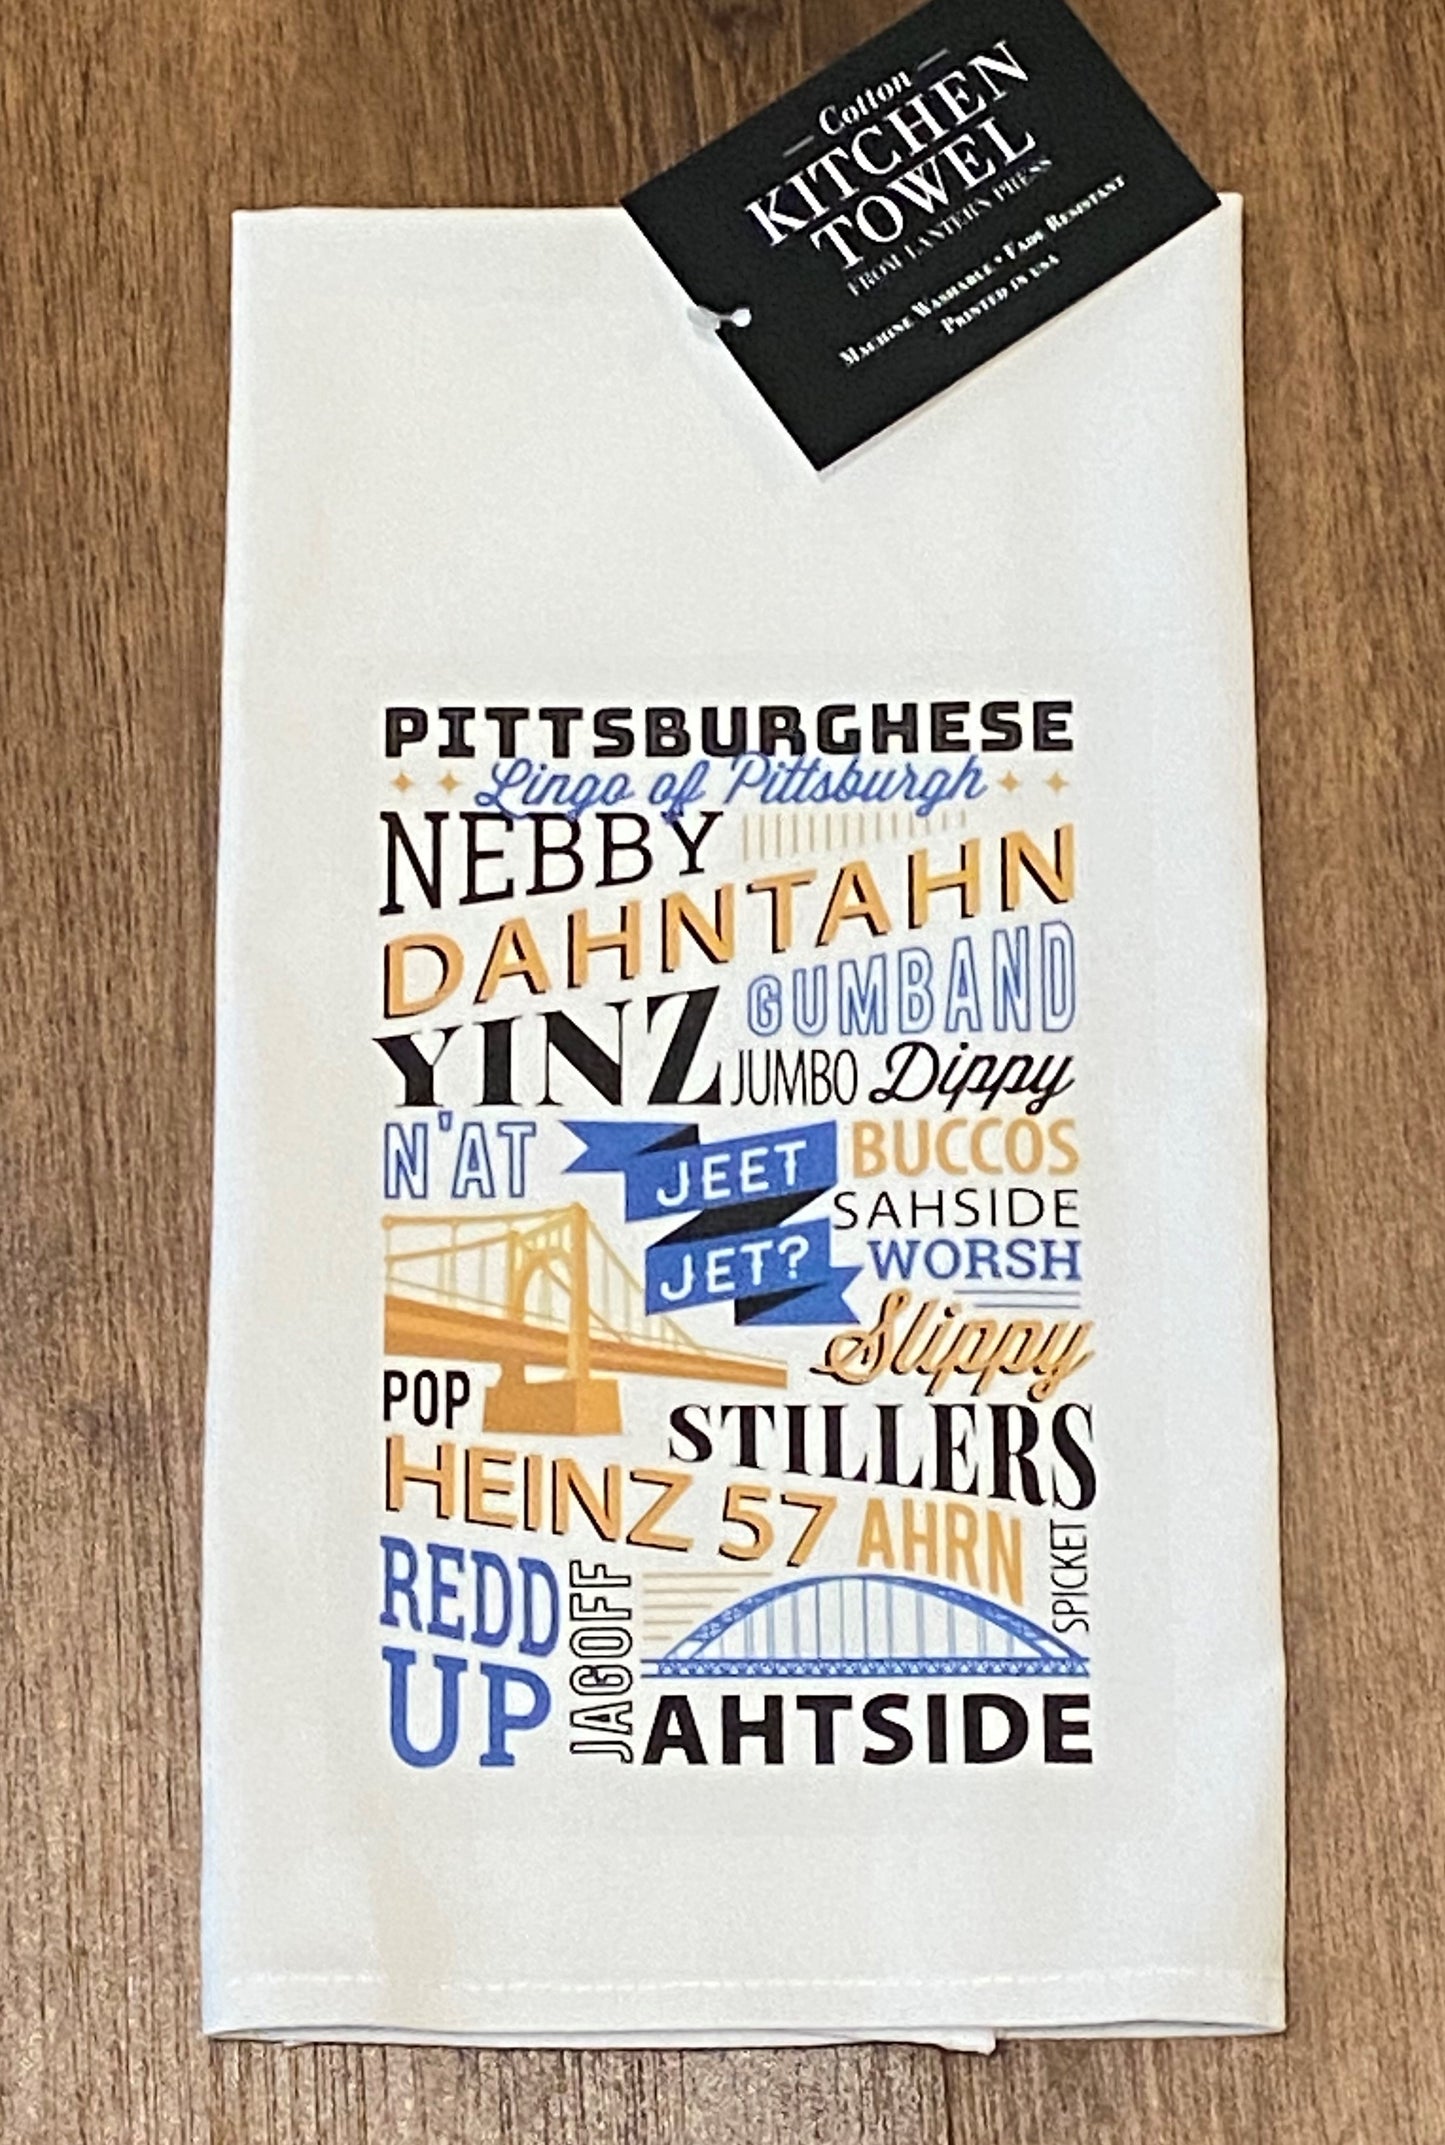 Cotton
KITCHEN
TOWEL
FROM LANTERN PRESS
MACHINE WASHABLE • FADE RESISTANT
PRINTED IN USA
PITTSBURGHESE
Lingo of Pittsburgh
NEBBY
DAHNTAHN
GUMBAND
YINZ
JUMBO
Dippy
N'AT
JEET
JET?
BUCCOS
SAHSIDE
WORSH
Slippy
POP
STILLERS
HEINZ 57
AHRN
SPICKET
REDD
UP
JAGOFF
AHTSIDE